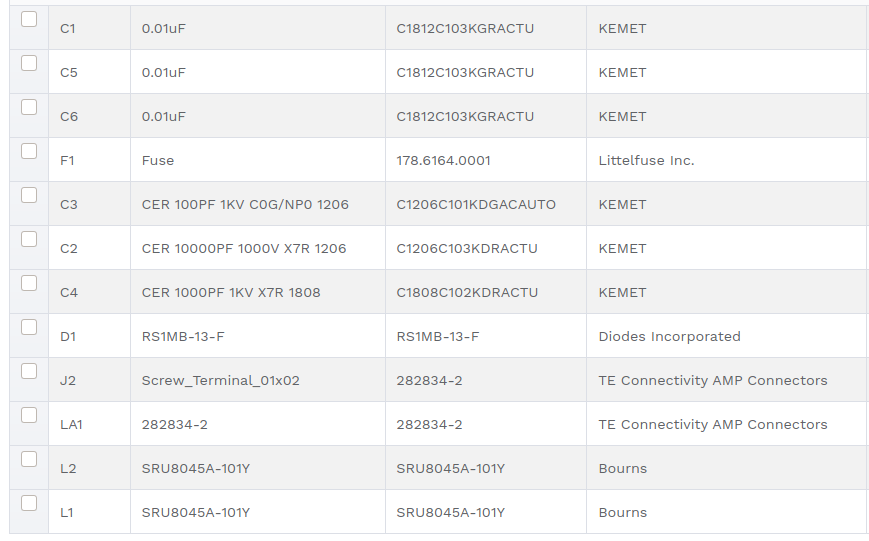 C1 0.01uF C1812C103KGRACTU KEMET
C5 0.01uF C1812C103KGRACTU KEMET
C6 0.01uF C1812C103KGRACTU KEMET
F1 Fuse 178.6164.0001 Littelfuse Inc.
C3 CER 100PF 1KV C0G/NP0 1206 C1206C101KDGACAUTO KEMET
C2 CER 10000PF 1000V X7R 1206 C1206C103KDRACTU KEMET
C4 CER 1000PF 1KV X7R 1808 C1808C102KDRACTU KEMET
D1 RS1MB-13-F RS1MB-13-F Diodes Incorporated
J2 Screw_Terminal_01x02 282834-2 TE Connectivity AMP Connectors
LA1 282834-2 282834-2 TE Connectivity AMP Connectors
L2 SRU8045A-101Y SRU8045A-101Y Bourns
L1 SRU8045A-101Y SRU8045A-101Y Bourns